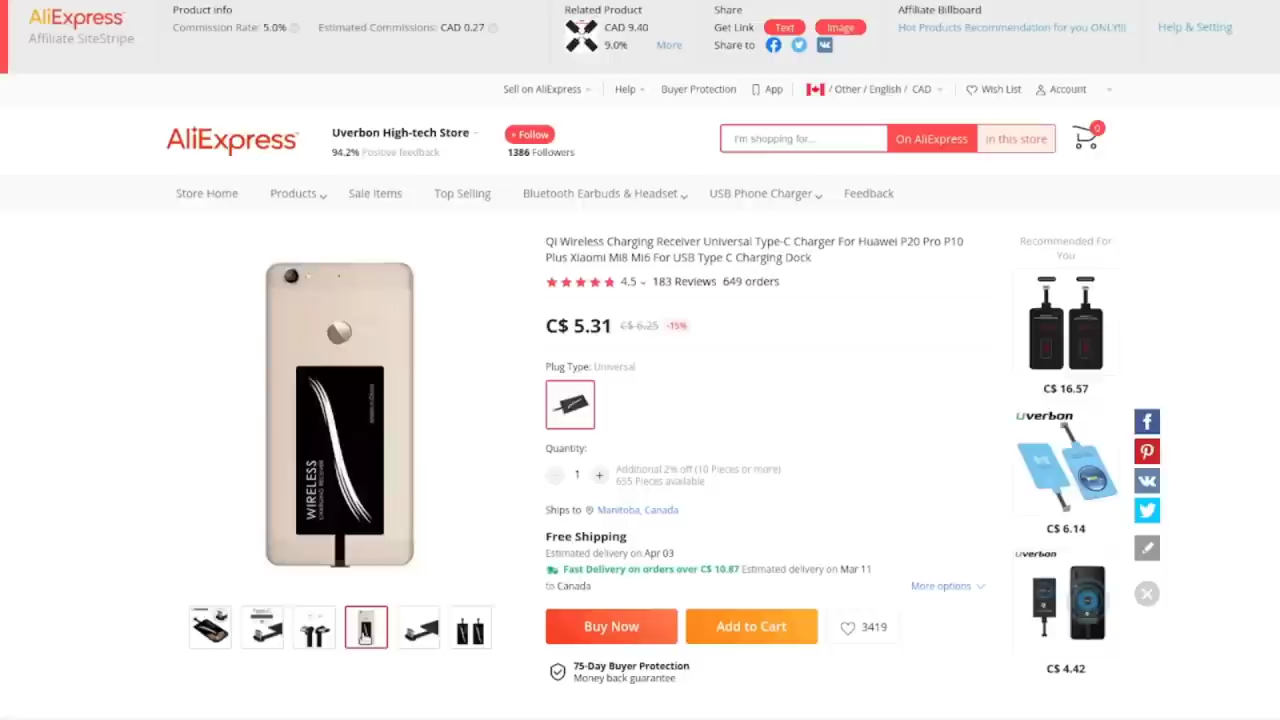 AliExpress
Affiliate SiteStripe
Product info
Commission Rate: 5.0%
Estimated Commissions: CAD 0.27
Related Product
CAD 9.40
9.0%
More
Share
Get Link Text Image
Share to
Affiliate Billboard
Hot Products Recommendation for you ONLY!!!
Help & Setting
Sell on AliExpress
Help
Buyer Protection
App
/ Other / English / CAD
Wish List
Account
AliExpress
Uverbon High-tech Store
94.2% Positive feedback
+ Follow
1386 Followers
I'm shopping for...
On AliExpress
In this store
0
Store Home
Products
Sale Items
Top Selling
Bluetooth Earbuds & Headset
USB Phone Charger
Feedback
Qi Wireless Charging Receiver Universal Type-C Charger For Huawei P20 Pro P10
Plus Xiaomi Mi8 Mi6 For USB Type C Charging Dock
4.5 183 Reviews 649 orders
C$ 5.31 C$ 6.25 -15%
Plug Type: Universal
Quantity:
1
Additional 2% off (10 Pieces or more)
655 Pieces available
Ships to Manitoba, Canada
Free Shipping
Estimated delivery on Apr 03
Fast Delivery on orders over C$ 10.87 Estimated delivery on Mar 11
to Canada
More options
Buy Now
Add to Cart
3419
75-Day Buyer Protection
Money back guarantee
WIRELESS
CHARGING RECEIVER
Recommended For
You
C$ 16.57
Uverbon
C$ 6.14
Uverbon
C$ 4.42